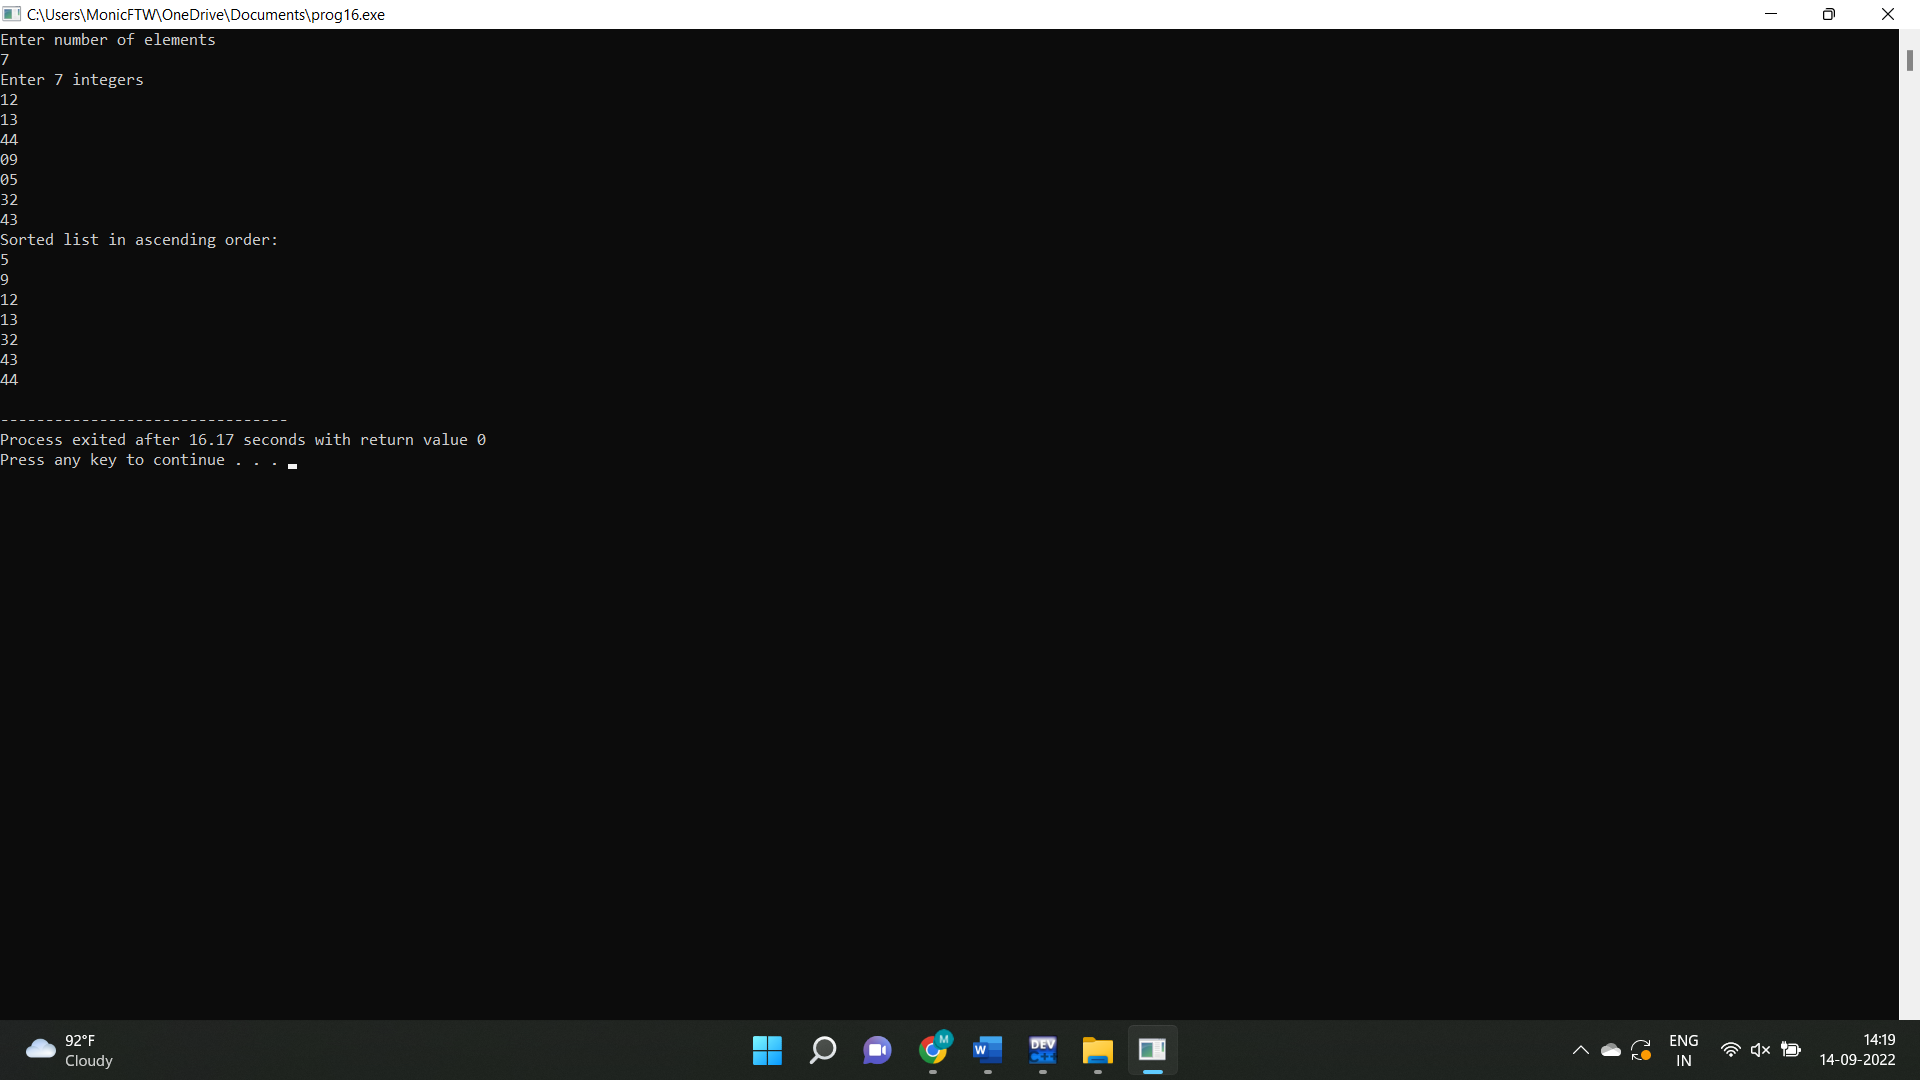 C:\Users\MonicFTW\OneDrive\Documents\prog16.exe
Enter number of elements
7
Enter 7 integers
12
13
44
09
05
32
43
Sorted list in ascending order:
5
9
12
13
32
43
44
--------------------------------
Process exited after 16.17 seconds with return value 0
Press any key to continue . . .
92°F
Cloudy
M
W
DEV
C++
ENG
IN
14:19
14-09-2022